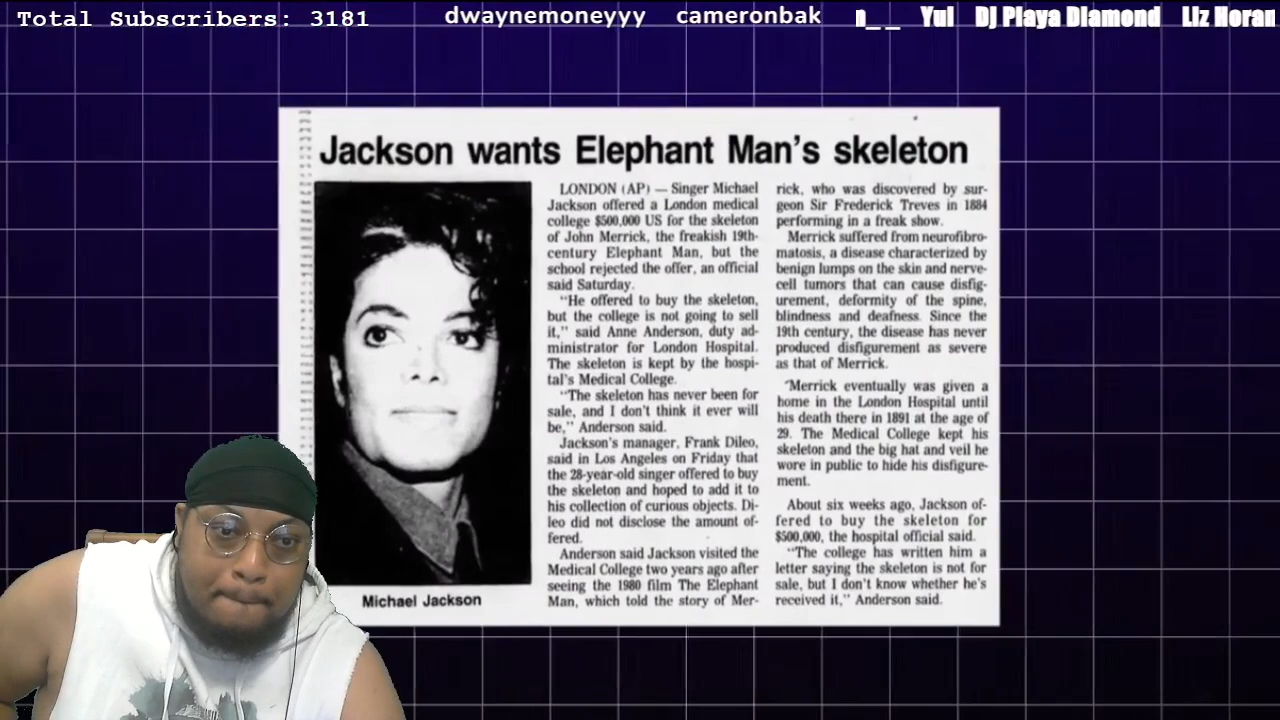 Total Subscribers: 3181 dwaynemoneyyy cameronbak n_ _ Yul DJ Playa Diamond Liz Horan
Jackson wants Elephant Man's skeleton
LONDON (AP) — Singer Michael
Jackson offered a London medical
college $500,000 US for the skeleton
of John Merrick, the freakish 19th-
century Elephant Man, but the
school rejected the offer, an official
said Saturday.
"He offered to buy the skeleton,
but the college is not going to sell
it," said Anne Anderson, duty ad-
ministrator for London Hospital.
The skeleton is kept by the hospi-
tal's Medical College.
"The skeleton has never been for
sale, and I don't think it ever will
be," Anderson said.
Jackson's manager, Frank Dileo,
said in Los Angeles on Friday that
the 28-year-old singer offered to buy
the skeleton and hoped to add it to
his collection of curious objects. Di-
leo did not disclose the amount of-
fered.
Anderson said Jackson visited the
Medical College two years ago after
seeing the 1980 film The Elephant
Man, which told the story of Mer-
rick, who was discovered by sur-
geon Sir Frederick Treves in 1884
performing in a freak show.
Merrick suffered from neurofibro-
matosis, a disease characterized by
benign lumps on the skin and nerve-
cell tumors that can cause disfig-
urement, deformity of the spine,
blindness and deafness. Since the
19th century, the disease has never
produced disfigurement as severe
as that of Merrick.
Merrick eventually was given a
home in the London Hospital until
his death there in 1891 at the age of
29. The Medical College kept his
skeleton and the big hat and veil he
wore in public to hide his disfigure-
ment.
About six weeks ago, Jackson of-
fered to buy the skeleton for
$500,000, the hospital official said.
"The college has written him a
letter saying the skeleton is not for
sale, but I don't know whether he's
received it," Anderson said.
Michael Jackson